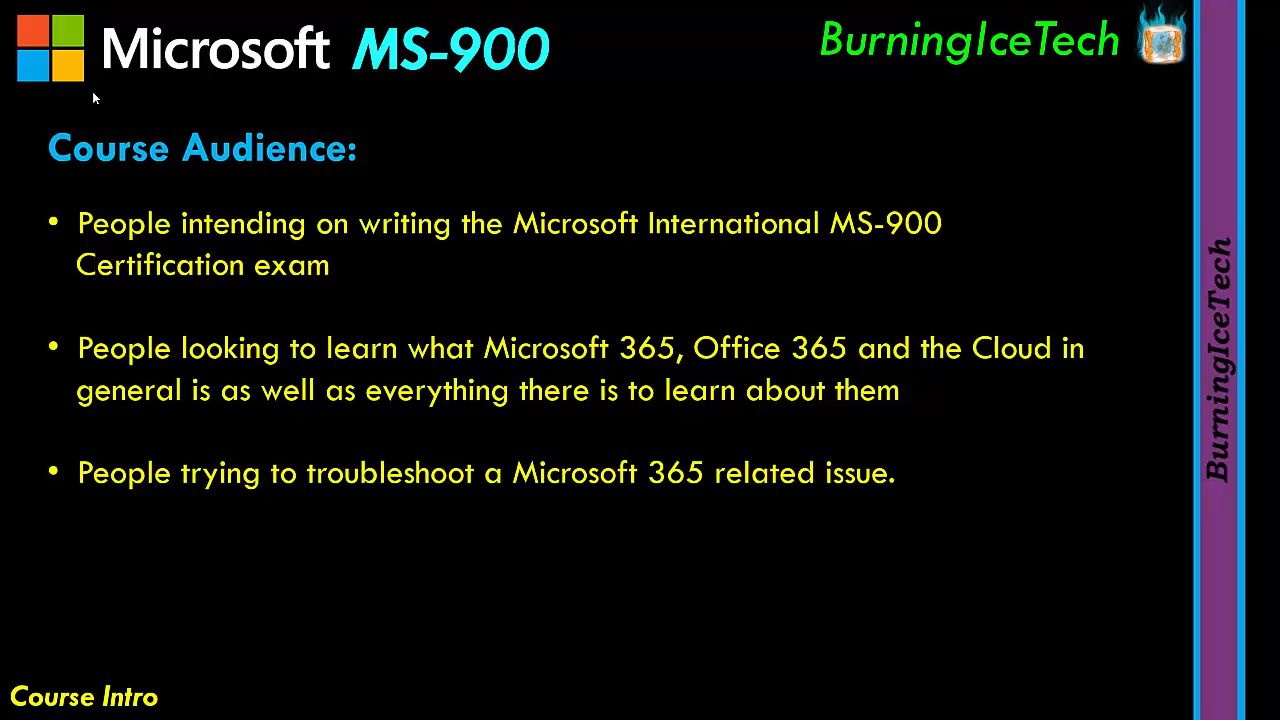 Microsoft MS-900
BurningIceTech
Course Audience:
• People intending on writing the Microsoft International MS-900
Certification exam
• People looking to learn what Microsoft 365, Office 365 and the Cloud in
general is as well as everything there is to learn about them
• People trying to troubleshoot a Microsoft 365 related issue.
BurningIceTech
Course Intro